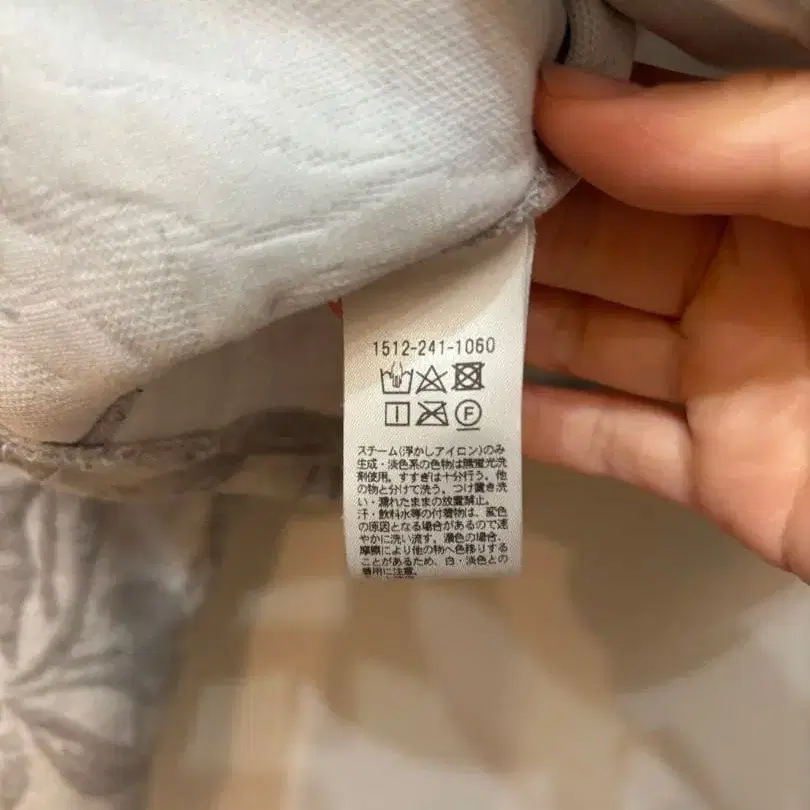 1512-241-1060
F
スチーム(浮かしアイロン)のみ
生成・淡色系の色物は無蛍光洗
剤使用。すすぎは十分行う。他
の物と分けて洗う。つけ置き洗
い・濡れたままの放置禁止。
汗・飲料水等の付着物は、変色
の原因となる場合があるので速
やかに洗い流す。濃色の場合、
摩擦により他の物へ色移りする
ことがあるため、白・淡色との
着用に注意。